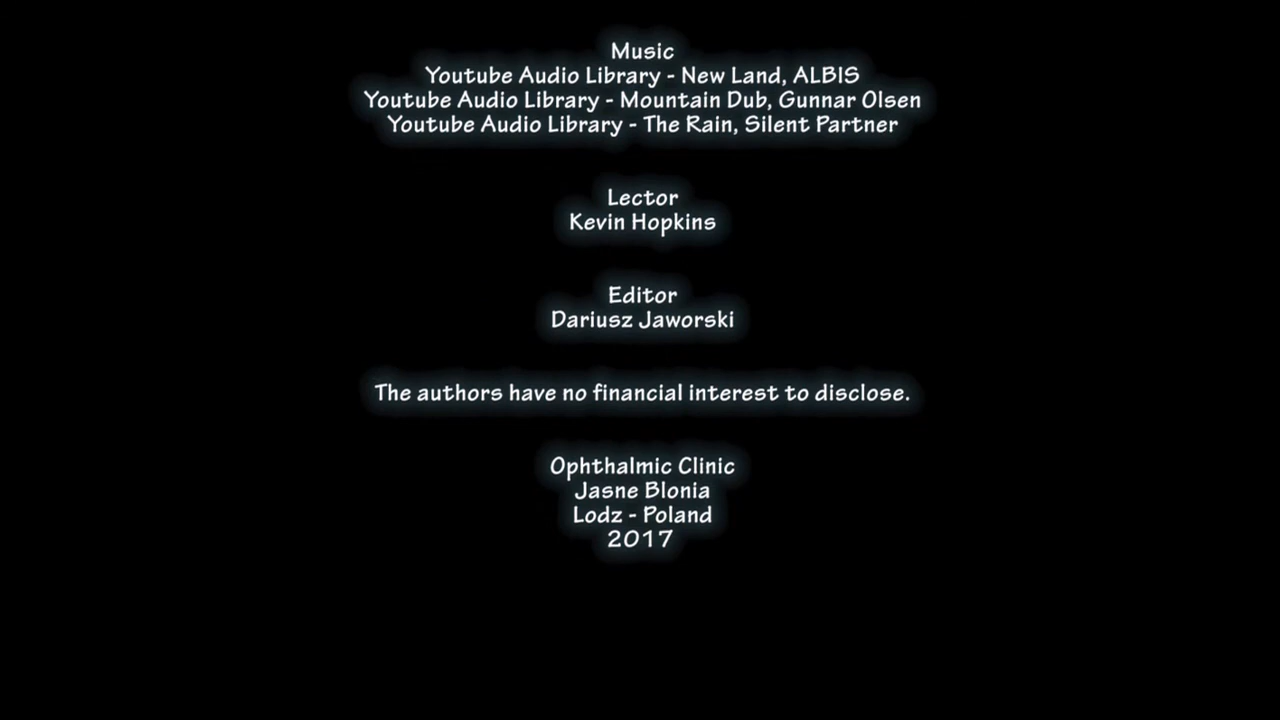 Music
Youtube Audio Library - New Land, ALBIS
Youtube Audio Library - Mountain Dub, Gunnar Olsen
Youtube Audio Library - The Rain, Silent Partner
Lector
Kevin Hopkins
Editor
Dariusz Jaworski
The authors have no financial interest to disclose.
Ophthalmic Clinic
Jasne Blonia
Lodz - Poland
2017